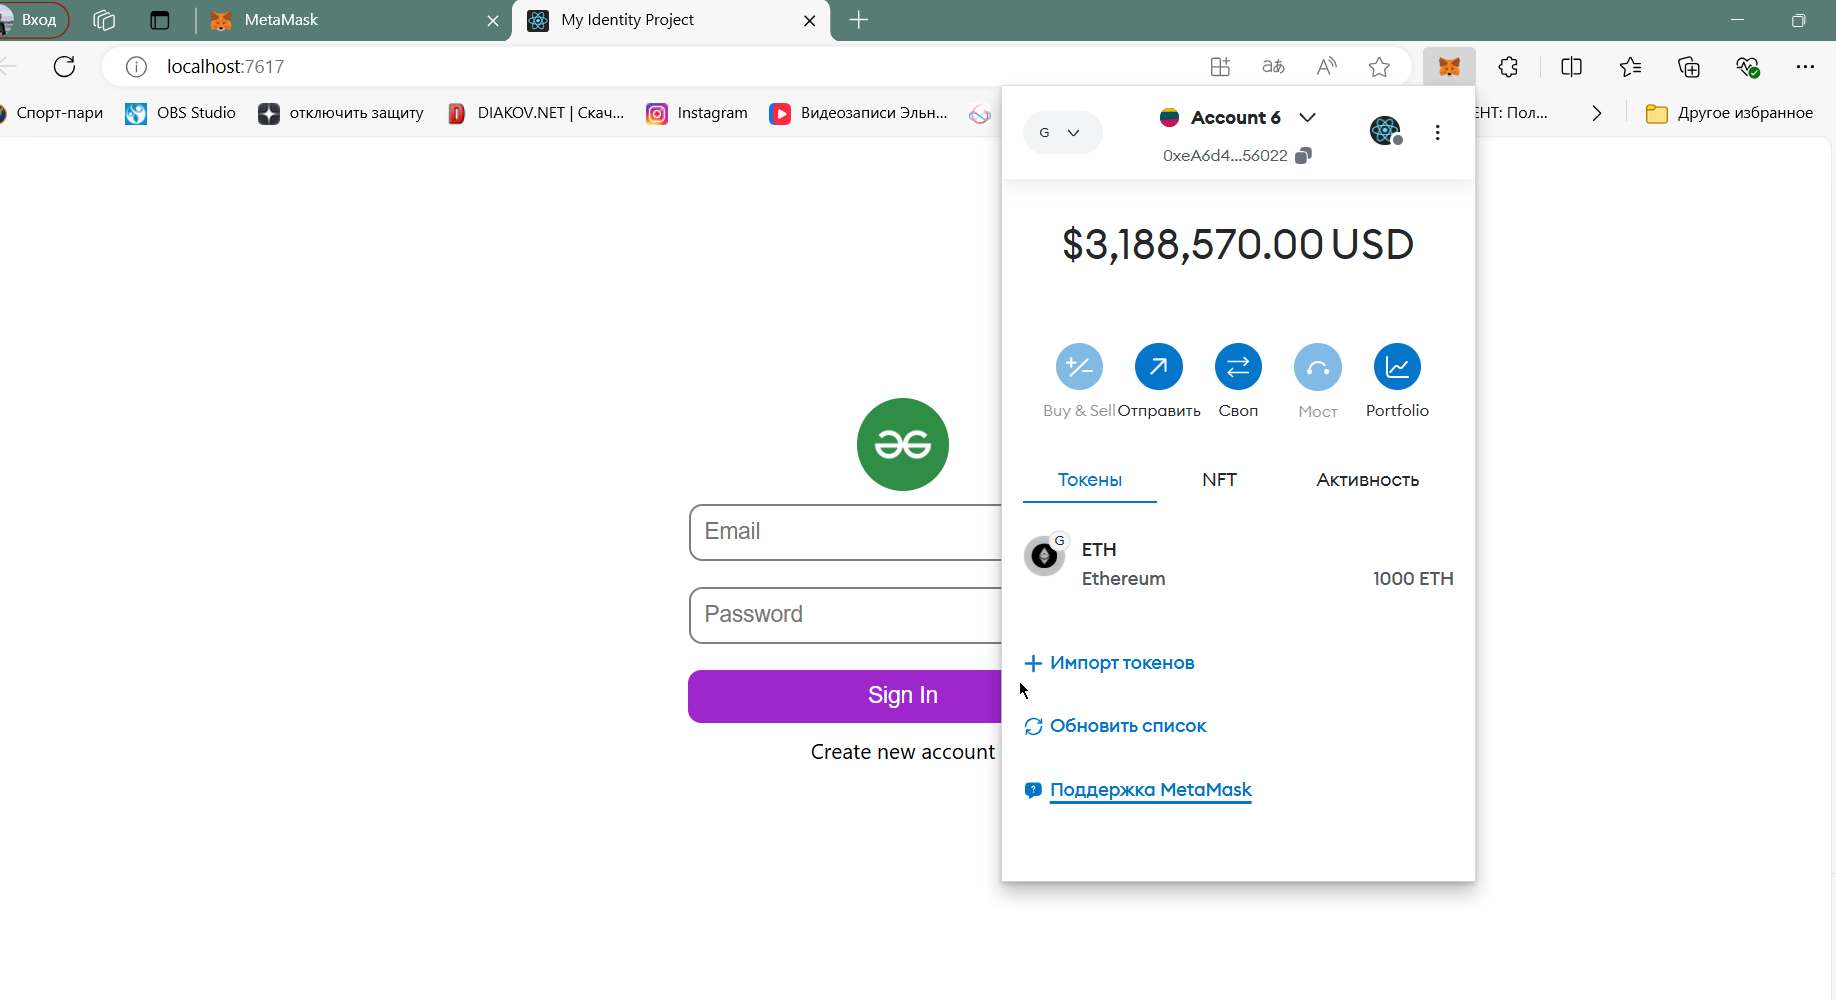 Вход
MetaMask
My Identity Project
localhost:7617
aあ
A
Спорт-пари
OBS Studio
отключить защиту
DIAKOV.NET | Скач...
Instagram
Видеозаписи Эльн...
ЕНТ: Пол...
Другое избранное
G
Account 6
0xeA6d4...56022
$3,188,570.00 USD
Buy & Sell
Отправить
Своп
Мост
Portfolio
Токены
NFT
Активность
G
ETH
Ethereum
1000 ETH
Импорт токенов
Обновить список
Поддержка MetaMask
Email
Password
Sign In
Create new account